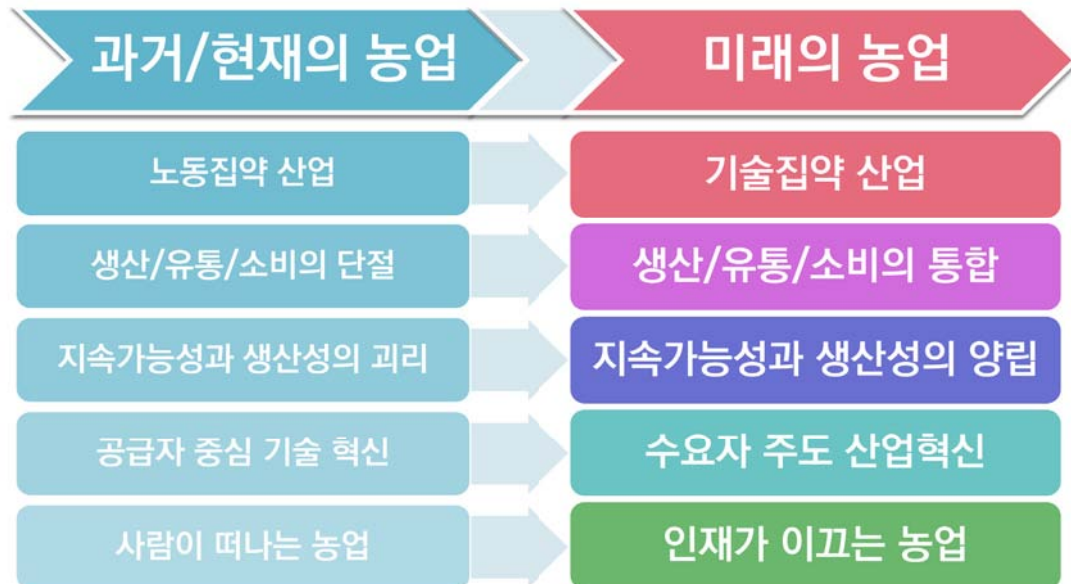 과거/현재의 농업
미래의 농업
노동집약 산업
기술집약 산업
생산/유통/소비의 단절
생산/유통/소비의 통합
지속가능성과 생산성의 괴리
지속가능성과 생산성의 양립
공급자 중심 기술 혁신
수요자 주도 산업혁신
사람이 떠나는 농업
인재가 이끄는 농업